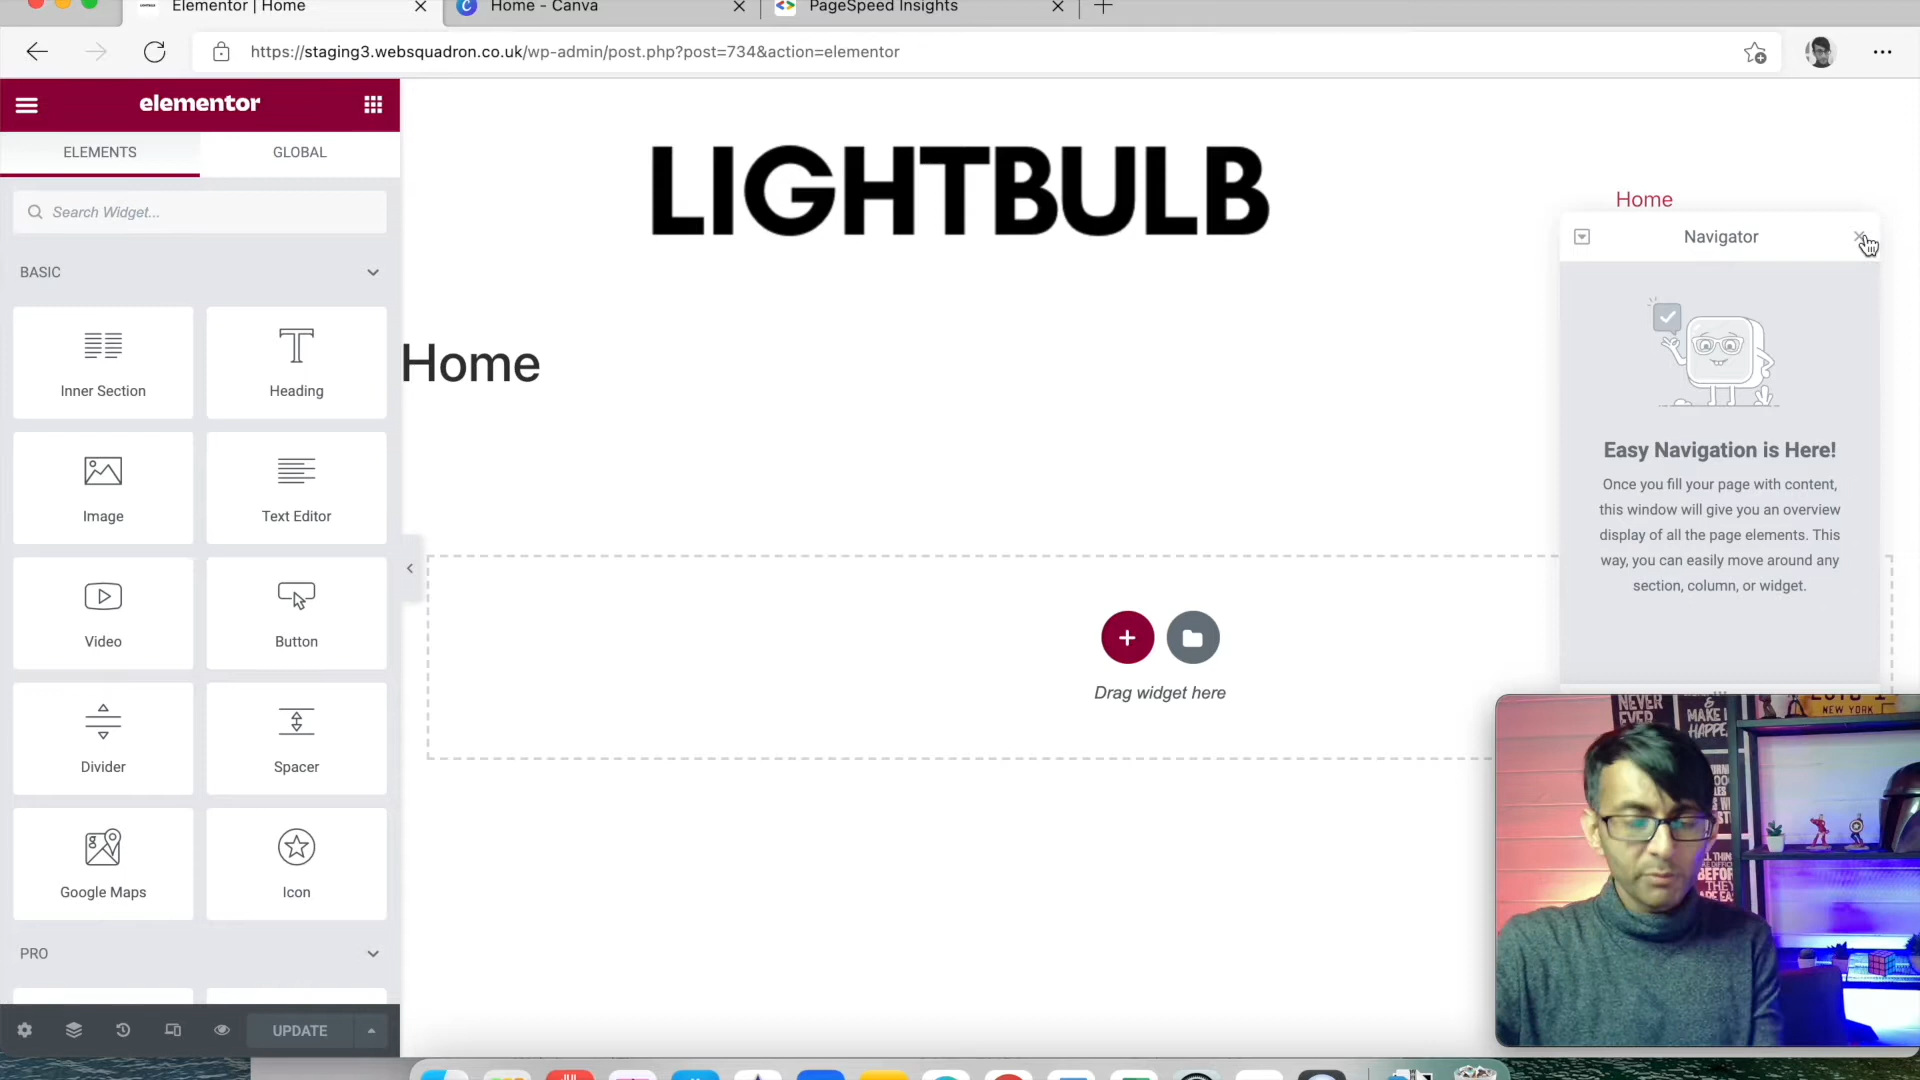 Elementor | Home
Home - Canva
PageSpeed Insights
https://staging3.websquadron.co.uk/wp-admin/post.php?post=734&action=elementor
elementor
ELEMENTS
GLOBAL
LIGHTBULB
Home
Search Widget...
Navigator
BASIC
Inner Section
Heading
Home
Easy Navigation is Here!
Once you fill your page with content,
this window will give you an overview
display of all the page elements. This
way, you can easily move around any
section, column, or widget.
Image
Text Editor
Video
Button
Drag widget here
Divider
Spacer
Google Maps
Icon
PRO
UPDATE
NEVER
EVER
MAKE I
HAPPE
NEW YORK